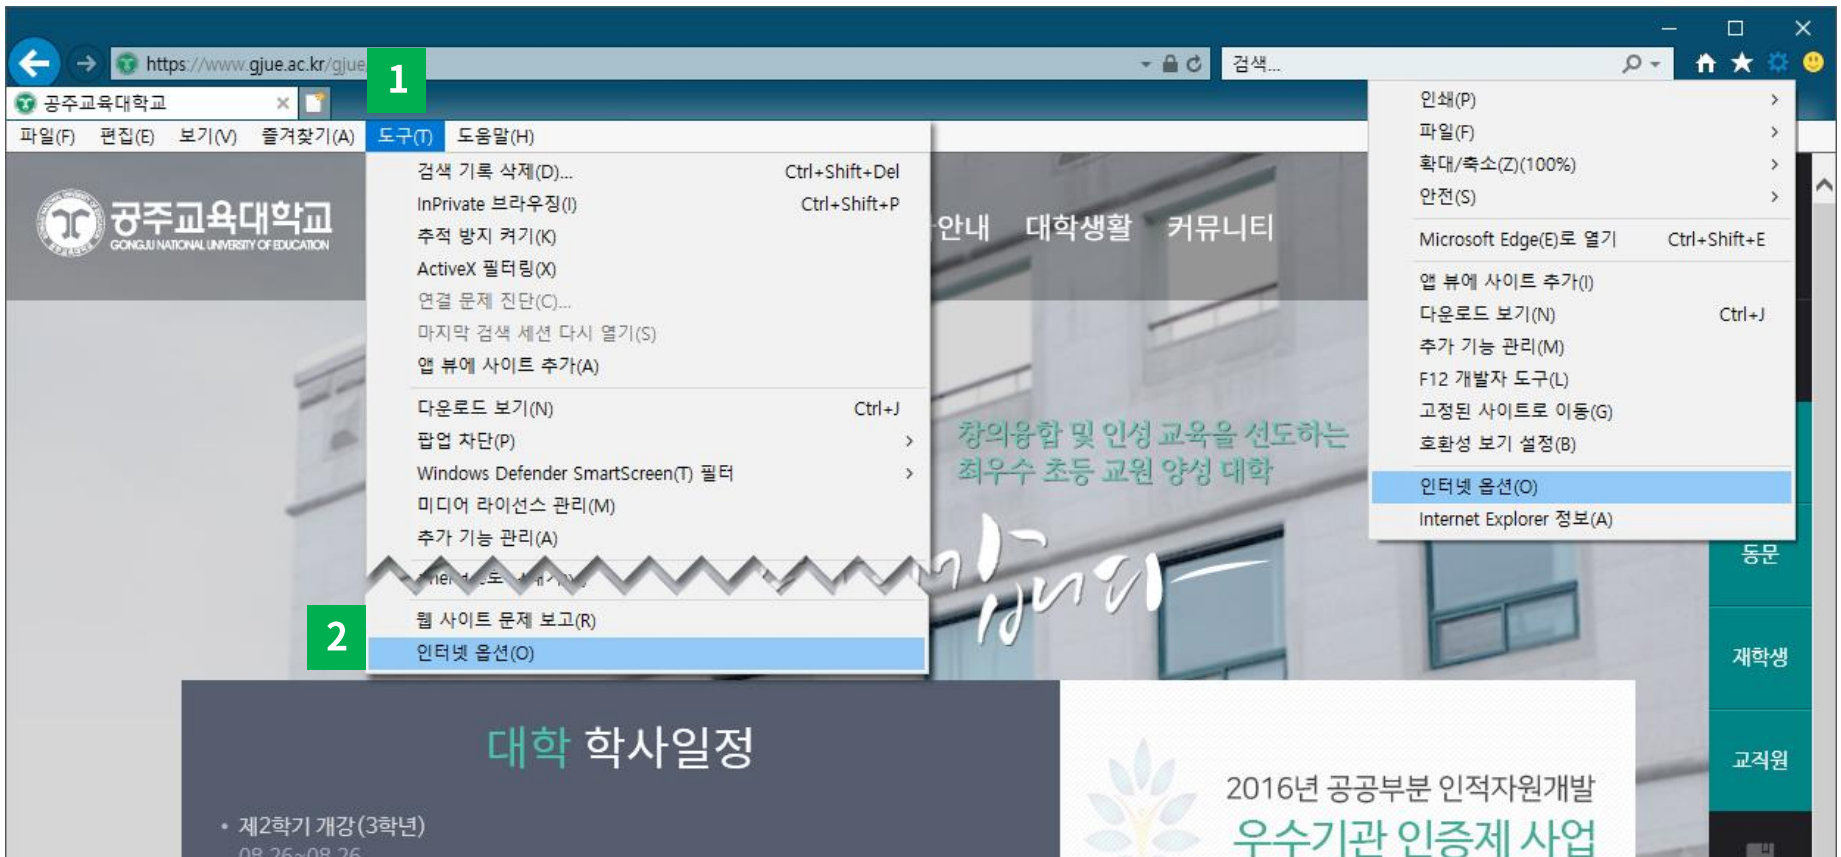 https://www.gjue.ac.kr/gjue
검색...
공주교육대학교
1
파일(F) 편집(E) 보기(V) 즐겨찾기(A) 도구(T) 도움말(H)
검색 기록 삭제(D)... Ctrl+Shift+Del
InPrivate 브라우징(I) Ctrl+Shift+P
추적 방지 켜기(K)
ActiveX 필터링(X)
연결 문제 진단(C)...
마지막 검색 세션 다시 열기(S)
앱 뷰에 사이트 추가(A)
다운로드 보기(N) Ctrl+J
팝업 차단(P)
Windows Defender SmartScreen(T) 필터
미디어 라이선스 관리(M)
추가 기능 관리(A)
웹 사이트 문제 보고(R)
2
인터넷 옵션(O)
인쇄(P)
파일(F)
확대/축소(Z)(100%)
안전(S)
Microsoft Edge(E)로 열기 Ctrl+Shift+E
앱 뷰에 사이트 추가(I)
다운로드 보기(N) Ctrl+J
추가 기능 관리(M)
F12 개발자 도구(L)
고정된 사이트로 이동(G)
호환성 보기 설정(B)
인터넷 옵션(O)
Internet Explorer 정보(A)
공주교육대학교
GONGJU NATIONAL UNIVERSITY OF EDUCATION
안내 대학생활 커뮤니티
창의융합 및 인성 교육을 선도하는
최우수 초등 교원 양성 대학
동문
재학생
교직원
대학 학사일정
• 제2학기 개강(3학년)
08.26~08.26
2016년 공공부분 인적자원개발
우수기관 인증제 사업